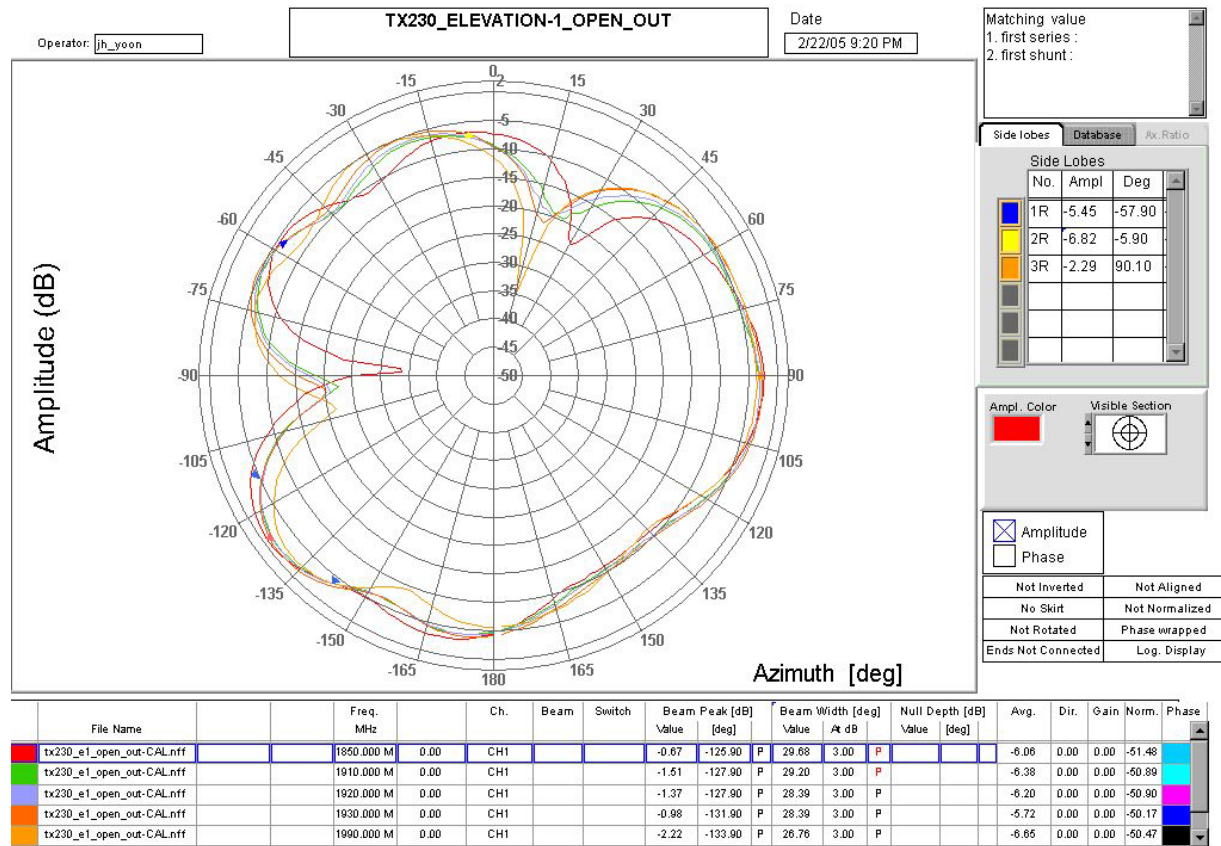 TX230_ELEVATION-1_OPEN_OUT
Date
Operator: jh_yoon
2/22/05 9:20 PM
Matching value
1. first series :
2. first shunt :
Side lobes Database Ax.Ratio
Side Lobes
No. Ampl Deg
1R -5.45 -57.90
2R -6.82 -5.90
3R -2.29 90.10
Ampl. Color Visible Section
Amplitude
Phase
Not Inverted Not Aligned
No Skirt Not Normalized
Not Rotated Phase wrapped
Ends Not Connected Log. Display
Amplitude (dB)
Azimuth [deg]
0
15
30
45
60
75
90
105
120
135
150
165
180
-165
-150
-135
-120
-105
-90
-75
-60
-45
-30
-15
2
-5
-10
-15
-20
-25
-30
-35
-40
-45
-50
File Name Freq. MHz Ch. Beam Switch Beam Peak [dB] Beam Width [deg] Null Depth [dB] Avg. Dir. Gain Norm. Phase
Value [deg] Value At dB Value [deg]
tx230_e1_open_out-CAL.nff 1850.000 M 0.00 CH1 -0.67 -125.90 P 29.68 3.00 P -6.06 0.00 0.00 -51.48
tx230_e1_open_out-CAL.nff 1910.000 M 0.00 CH1 -1.51 -127.90 P 29.20 3.00 P -6.38 0.00 0.00 -50.89
tx230_e1_open_out-CAL.nff 1920.000 M 0.00 CH1 -1.37 -127.90 P 28.39 3.00 P -6.20 0.00 0.00 -50.90
tx230_e1_open_out-CAL.nff 1930.000 M 0.00 CH1 -0.98 -131.90 P 28.39 3.00 P -5.72 0.00 0.00 -50.17
tx230_e1_open_out-CAL.nff 1990.000 M 0.00 CH1 -2.22 -133.90 P 26.76 3.00 P -6.65 0.00 0.00 -50.47